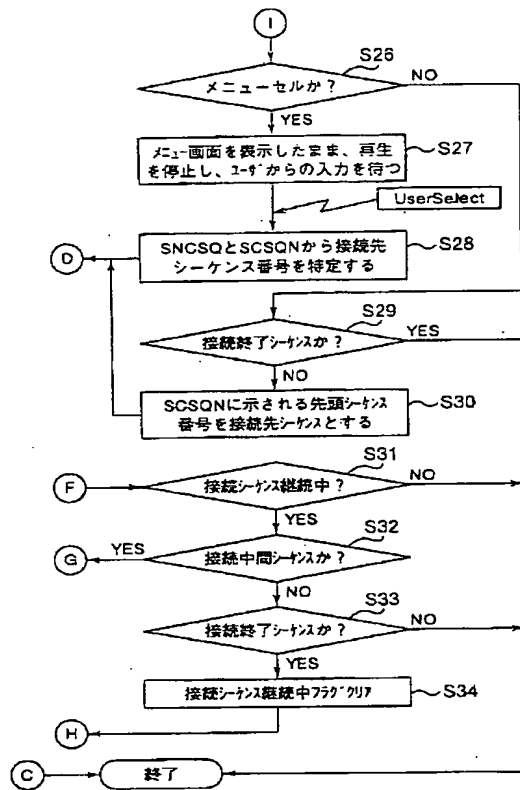 I
S26
メニューセルか？
NO
YES
メニュー画面を表示したまま、再生
を停止し、ユーザからの入力を待つ
S27
UserSelect
SNCSQとSCSQNから接続先
シーケンス番号を特定する
S28
D
S29
接続終了シーケンスか？
YES
NO
SCSQNに示される先頭シーケンス
番号を接続先シーケンスとする
S30
S31
F
接続シーケンス継続中？
NO
YES
S32
G
YES
接続中間シーケンスか？
NO
S33
接続終了シーケンスか？
NO
YES
接続シーケンス継続中フラグクリア
S34
H
C
終了